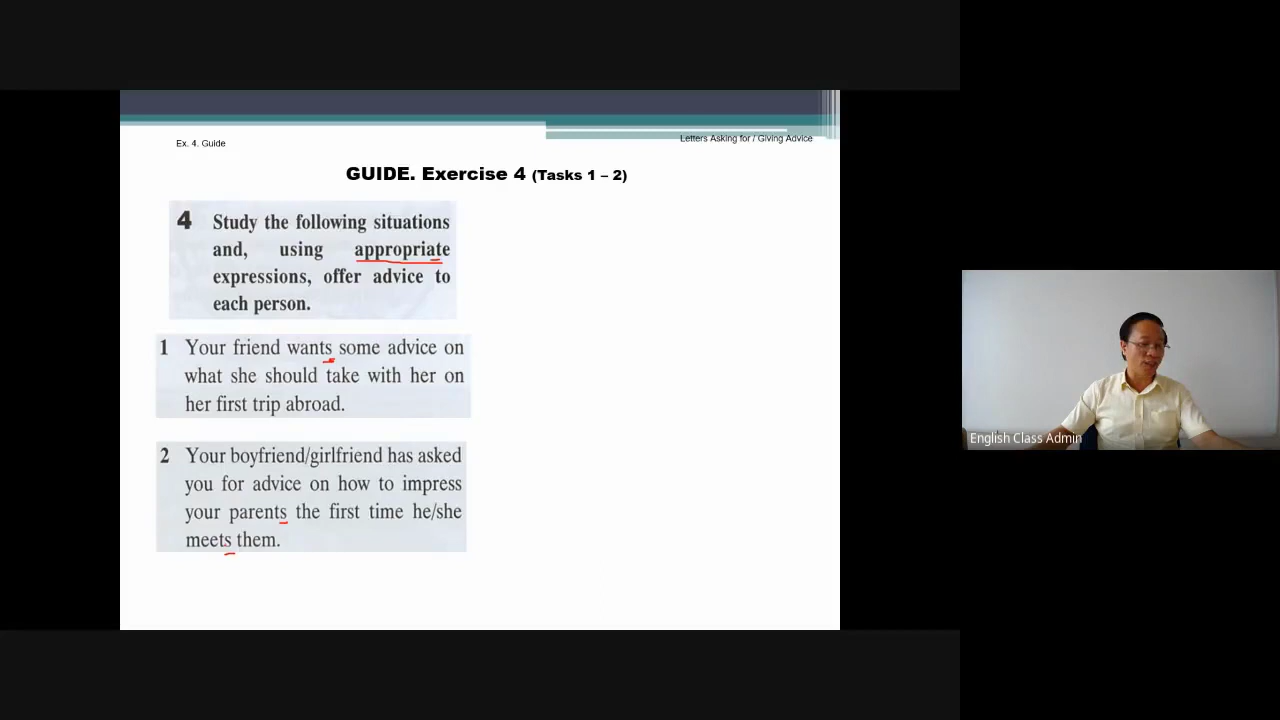 Ex. 4. Guide
Letters Asking for / Giving Advice
GUIDE. Exercise 4 (Tasks 1 – 2)
4 Study the following situations
and, using appropriate
expressions, offer advice to
each person.
1 Your friend wants some advice on
what she should take with her on
her first trip abroad.
2 Your boyfriend/girlfriend has asked
you for advice on how to impress
your parents the first time he/she
meets them.
English Class Admin